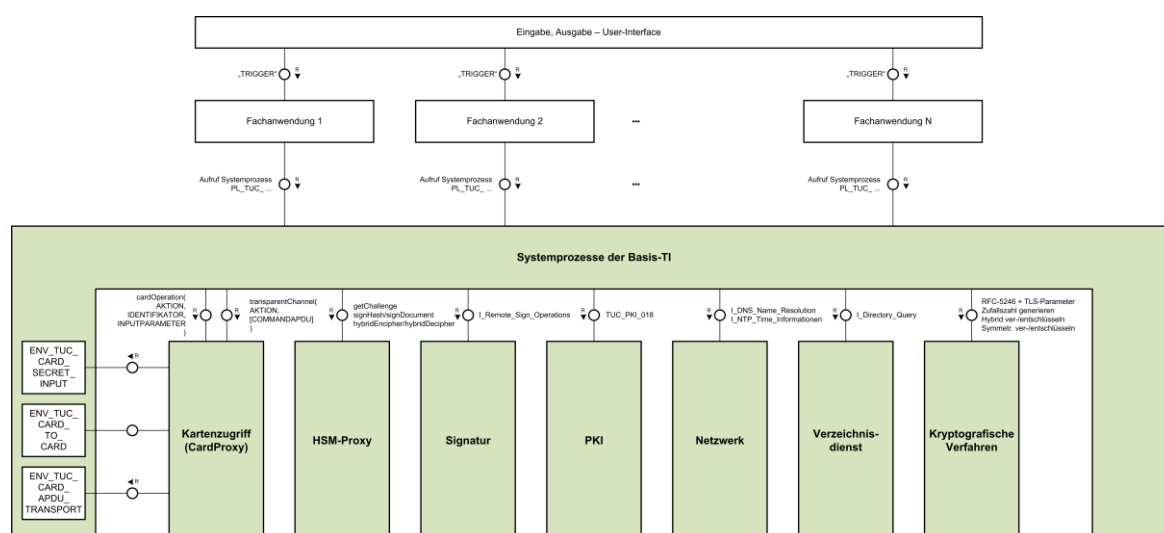 Eingabe, Ausgabe – User-Interface
„TRIGGER“
R
„TRIGGER“
R
„TRIGGER“
R
Fachanwendung 1
Fachanwendung 2
...
Fachanwendung N
Aufruf Systemprozess
PL_TUC_ ...
R
Aufruf Systemprozess
PL_TUC_ ...
R
...
Aufruf Systemprozess
PL_TUC_ ...
R
Systemprozesse der Basis-TI
cardOperation(
AKTION,
IDENTIFIKATOR,
INPUTPARAMETER
)
R
R
transparentChannel(
AKTION,
[COMMANDAPDU]
)
R
getChallenge
signHash/signDocument
hybridEncipher/hybridDecipher
R
I_Remote_Sign_Operations
R
TUC_PKI_018
R
I_DNS_Name_Resolution
I_NTP_Time_Informationen
R
I_Directory_Query
R
RFC-5246 + TLS-Parameter
Zufallszahl generieren
Hybrid ver-/entschlüsseln
Symmetr. ver-/entschlüsseln
ENV_TUC_
CARD_
SECRET_
INPUT
R
ENV_TUC_
CARD_
TO_
CARD
ENV_TUC_
CARD_
APDU_
TRANSPORT
R
Kartenzugriff
(CardProxy)
HSM-Proxy
Signatur
PKI
Netzwerk
Verzeichnis-
dienst
Kryptografische
Verfahren